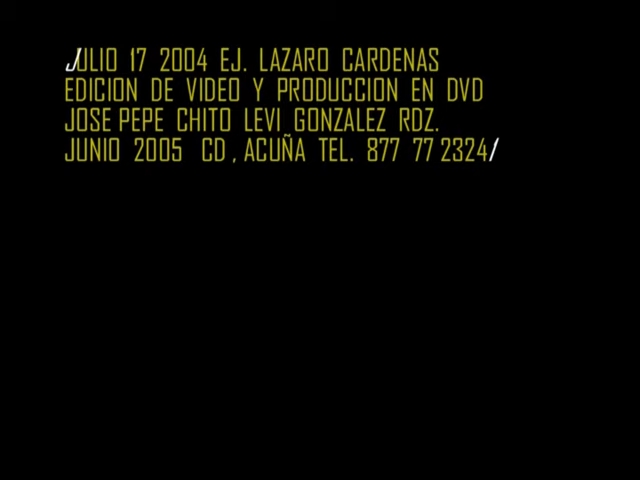 JULIO 17 2004 EJ. LAZARO CARDENAS
EDICION DE VIDEO Y PRODUCCION EN DVD
JOSE PEPE CHITO LEVI GONZALEZ RDZ.
JUNIO 2005 CD , ACUÑA TEL. 877 77 2324/